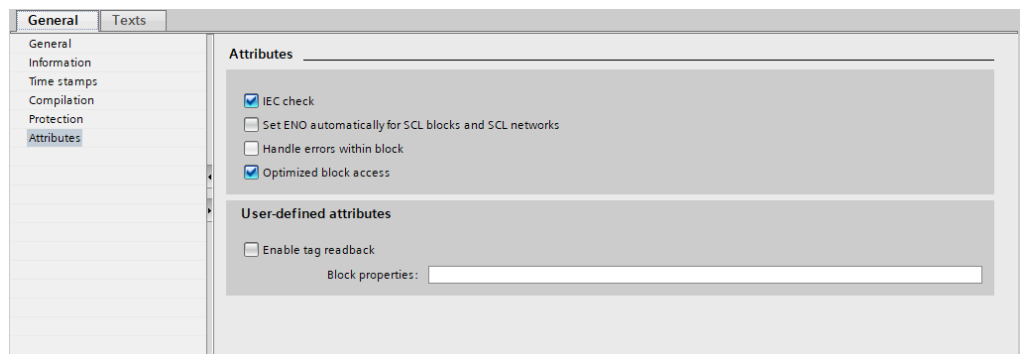 General Texts
General
Information
Time stamps
Compilation
Protection
Attributes
Attributes
IEC check
Set ENO automatically for SCL blocks and SCL networks
Handle errors within block
Optimized block access
User-defined attributes
Enable tag readback
Block properties: